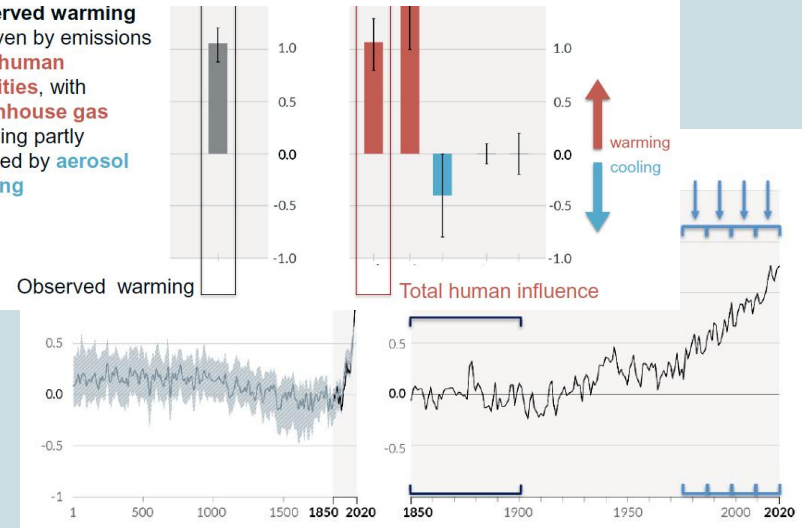 erved warming
ven by emissions
human
ities, with
nhouse gas
ing partly
ed by aerosol
ng
1.0
0.5
0.0
-0.5
-1.0
Observed warming
1.0
0.5
0.0
-0.5
-1.0
warming
cooling
Total human influence
0.5
0.0
-0.5
-1
1
500
1000
1500
1850
2020
0.5
0.0
-0.5
1850
1900
1950
2000
2020